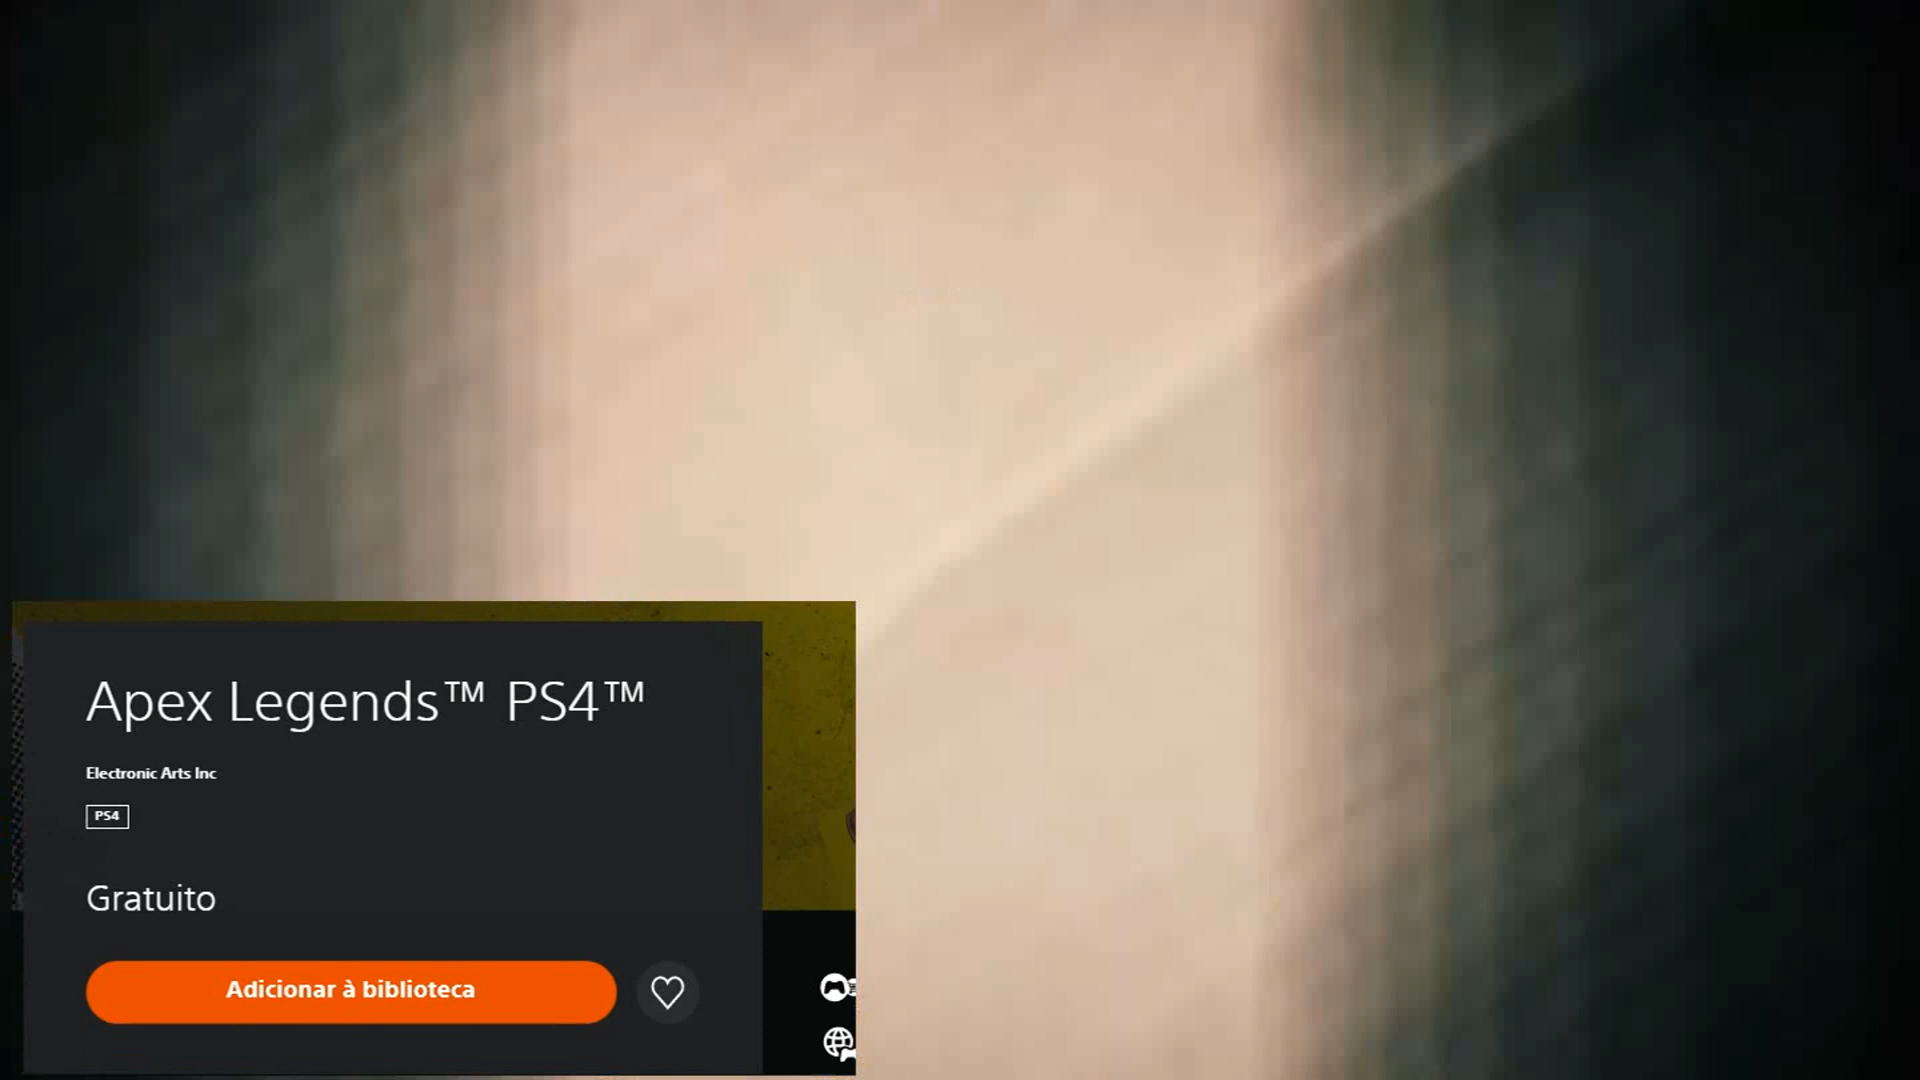 Apex Legends™ PS4™
Electronic Arts Inc
PS4
Gratuito
Adicionar à biblioteca